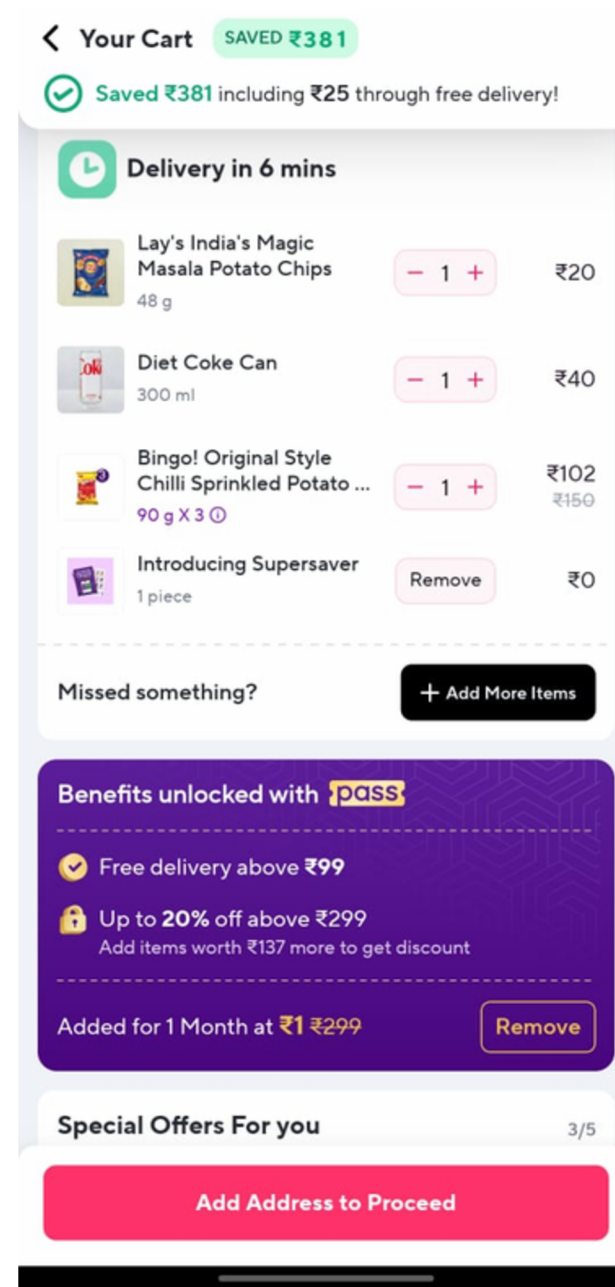 Your Cart SAVED ₹381
Saved ₹381 including ₹25 through free delivery!
Delivery in 6 mins
Lay's India's Magic
Masala Potato Chips
48 g
− 1 + ₹20
Diet Coke Can
300 ml
− 1 + ₹40
Bingo! Original Style
Chilli Sprinkled Potato ...
90 g X 3
− 1 + ₹102
₹150
Introducing Supersaver
1 piece
Remove ₹0
Missed something? + Add More Items
Benefits unlocked with pass
Free delivery above ₹99
Up to 20% off above ₹299
Add items worth ₹137 more to get discount
Added for 1 Month at ₹1 ₹299 Remove
Special Offers For you 3/5
Add Address to Proceed